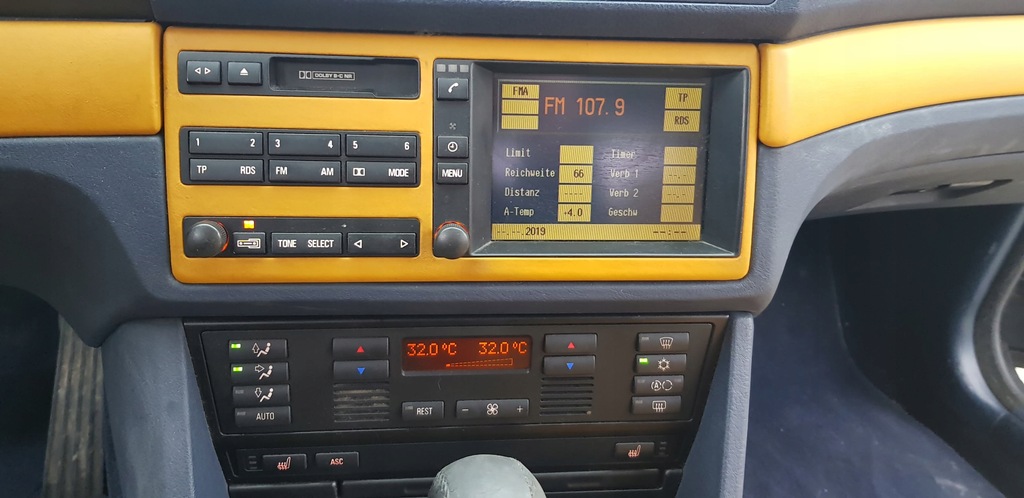 DOLBY B-C NR
1 2 3 4 5 6
TP RDS FM AM MODE
TONE SELECT
MENU
FMA
FM 107.9
TP
RDS
Limit Timer
Reichweite 66 Verb 1 --.-
Distanz ---- Verb 2 --.-
A-Temp +4.0 Geschw
--.--.2019 --:--
32.0°C 32.0°C
AUTO
REST
- +
A
ASC